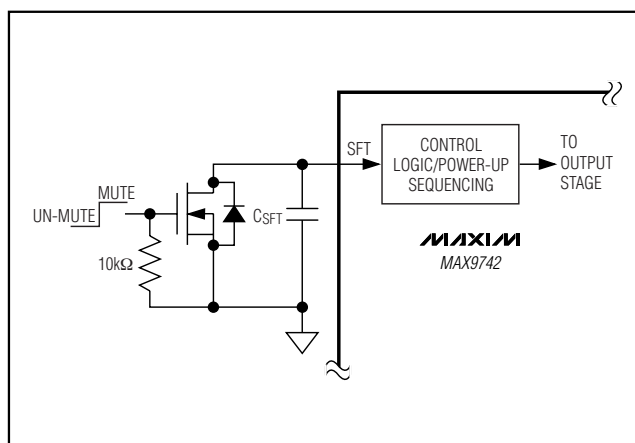 SFT
CONTROL
LOGIC/POWER-UP
SEQUENCING
TO
OUTPUT
STAGE
MUTE
UN-MUTE
CSFT
10kΩ
MAXIM
MAX9742